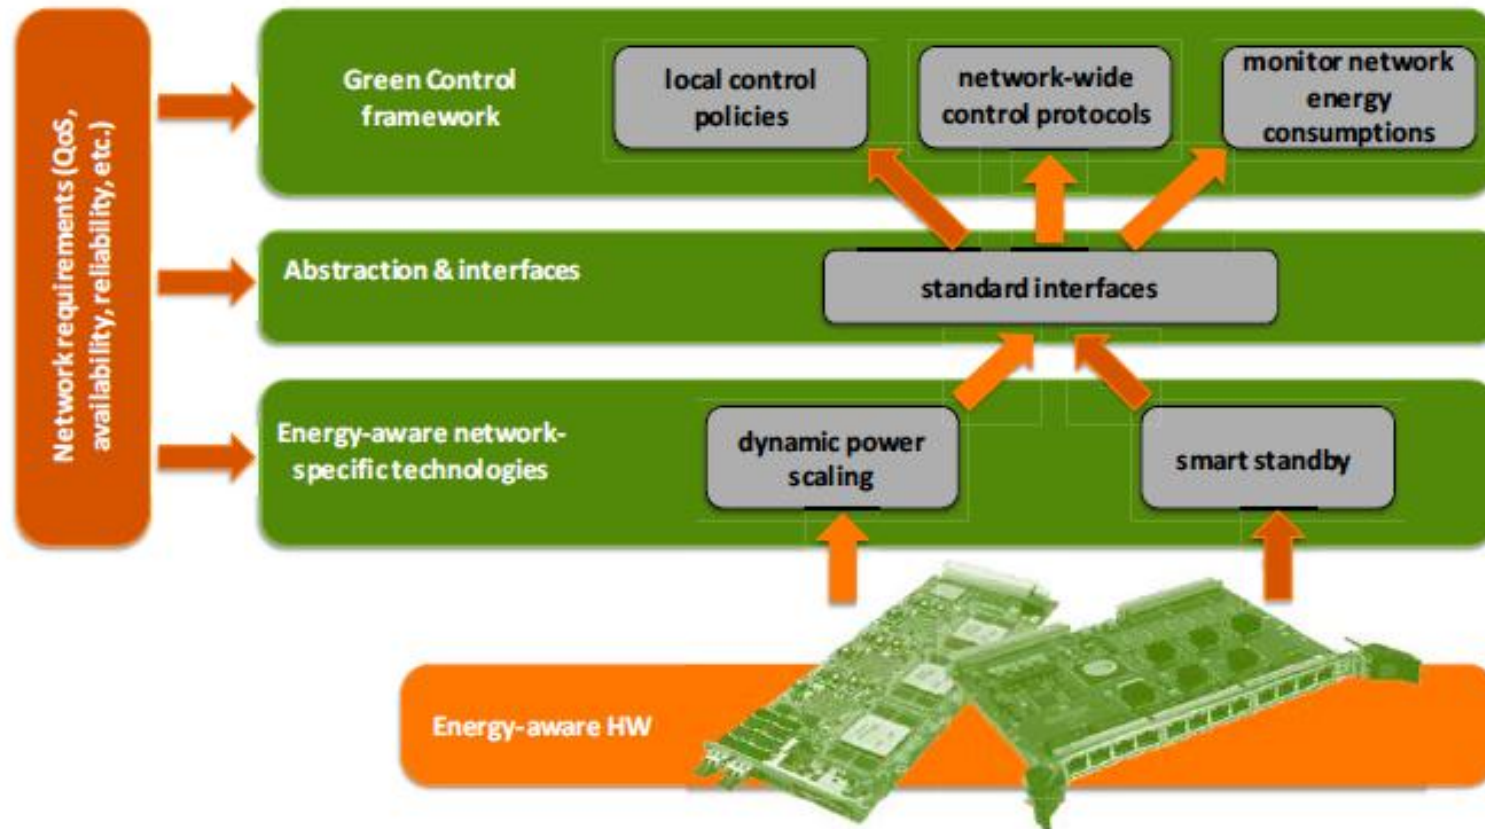 Network requirements (QoS,
availability, reliability, etc.)
Green Control
framework
local control
policies
network-wide
control protocols
monitor network
energy
consumptions
Abstraction & interfaces
standard interfaces
Energy-aware network-
specific technologies
dynamic power
scaling
smart standby
Energy-aware HW